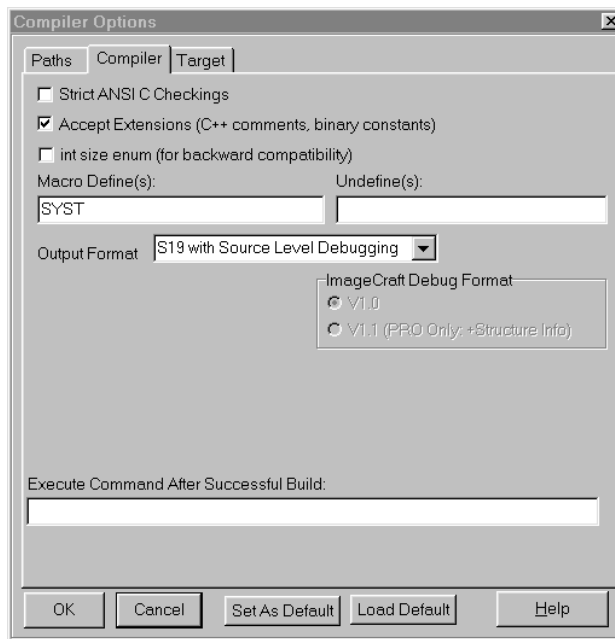 Compiler Options
Paths Compiler Target
Strict ANSI C Checkings
Accept Extensions (C++ comments, binary constants)
int size enum (for backward compatibility)
Macro Define(s): Undefine(s):
SYST
Output Format S19 with Source Level Debugging
ImageCraft Debug Format
V1.0
V1.1 (PRO Only: +Structure Info)
Execute Command After Successful Build:
OK Cancel Set As Default Load Default Help